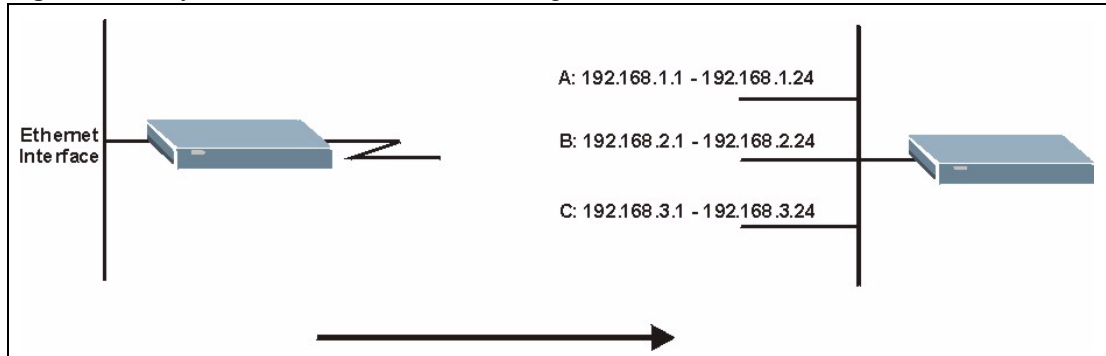 Ethernet
Interface
A: 192.168.1.1 - 192.168.1.24
B: 192.168.2.1 - 192.168.2.24
C: 192.168.3.1 - 192.168.3.24